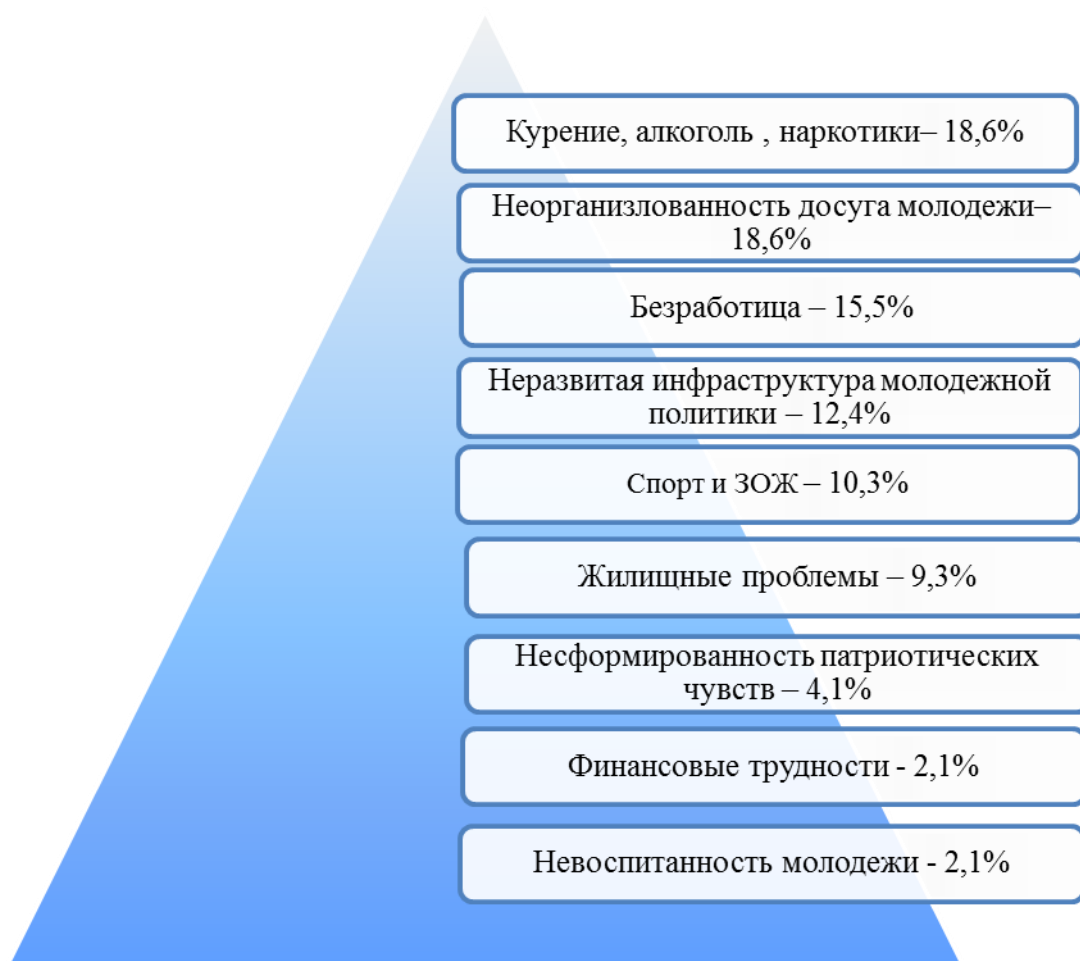 Курение, алкоголь , наркотики– 18,6%
Неорганизлованность досуга молодежи–
18,6%
Безработица – 15,5%
Неразвитая инфраструктура молодежной
политики – 12,4%
Спорт и ЗОЖ – 10,3%
Жилищные проблемы – 9,3%
Несформированность патриотических
чувств – 4,1%
Финансовые трудности - 2,1%
Невоспитанность молодежи - 2,1%